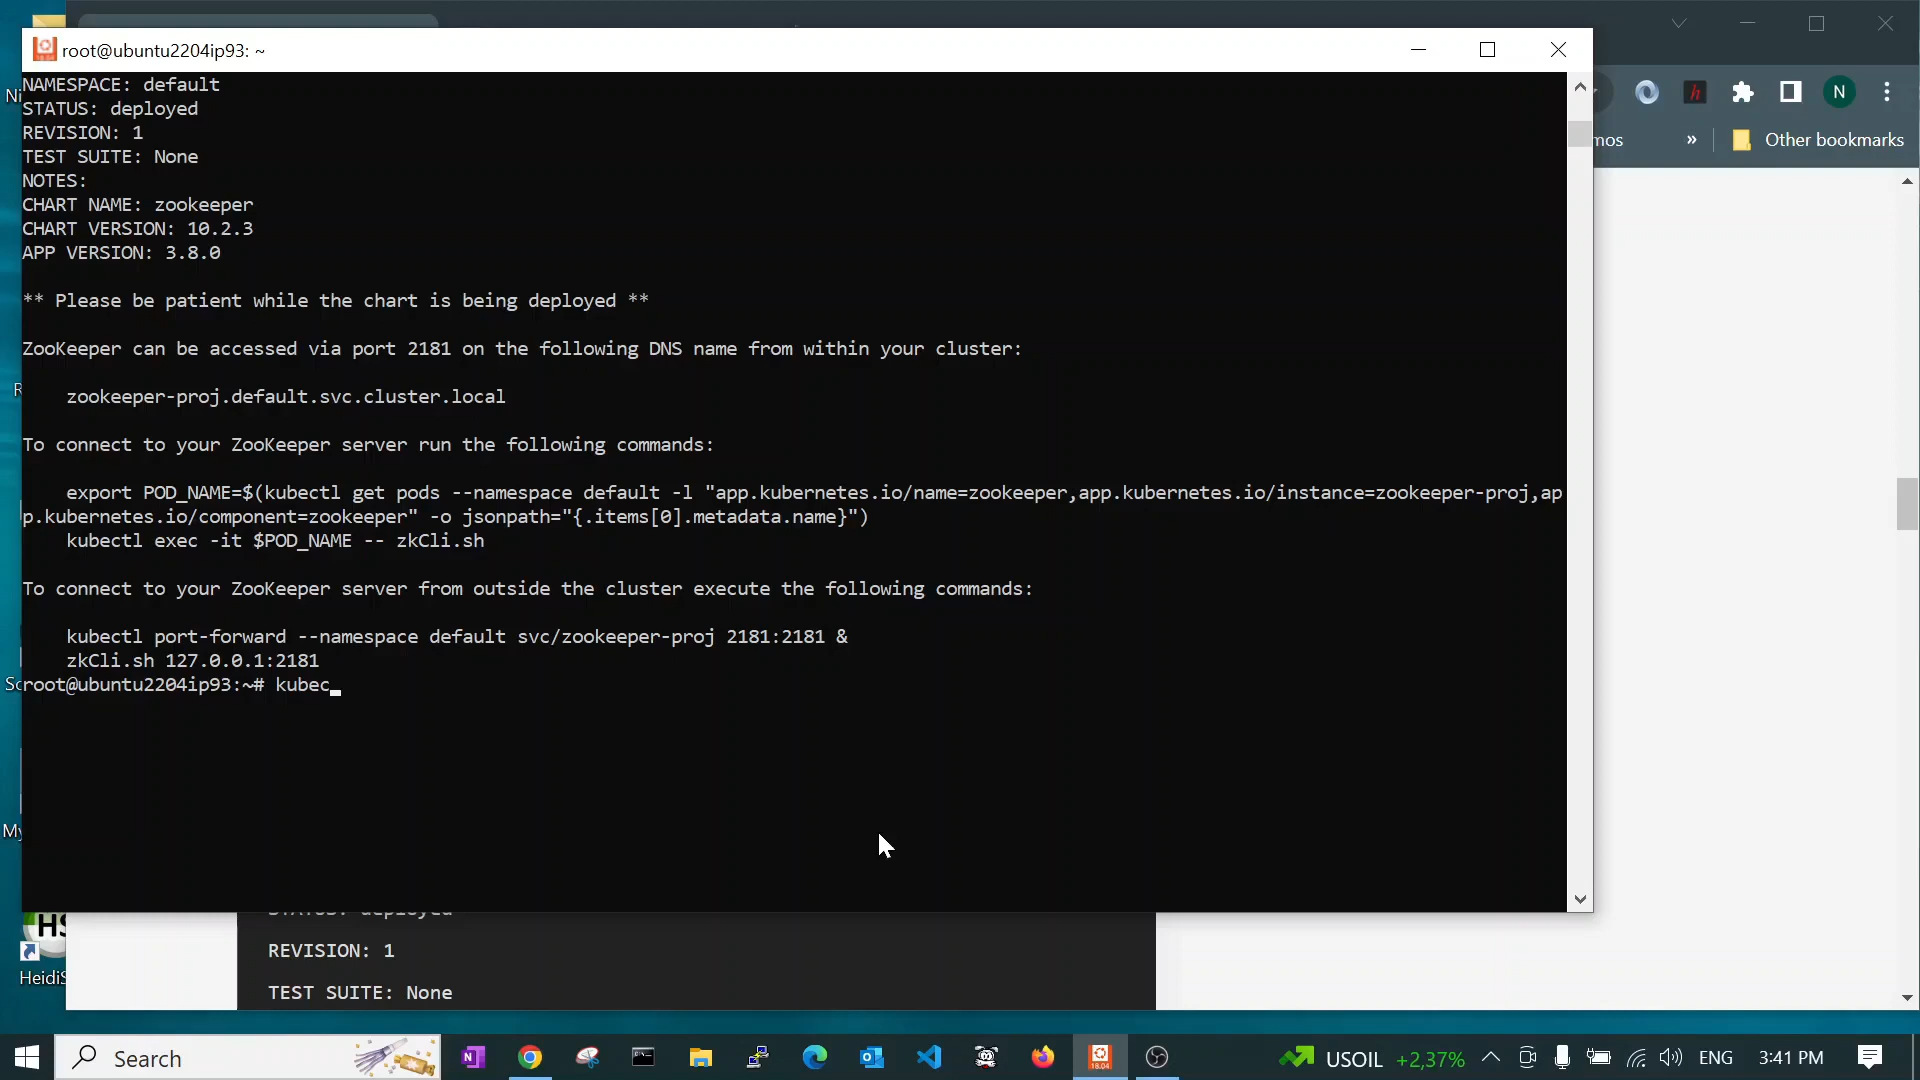 root@ubuntu2204ip93: ~
NAMESPACE: default
STATUS: deployed
REVISION: 1
TEST SUITE: None
NOTES:
CHART NAME: zookeeper
CHART VERSION: 10.2.3
APP VERSION: 3.8.0
** Please be patient while the chart is being deployed **
ZooKeeper can be accessed via port 2181 on the following DNS name from within your cluster:
zookeeper-proj.default.svc.cluster.local
To connect to your ZooKeeper server run the following commands:
export POD_NAME=$(kubectl get pods --namespace default -l "app.kubernetes.io/name=zookeeper,app.kubernetes.io/instance=zookeeper-proj,ap
p.kubernetes.io/component=zookeeper" -o jsonpath="{.items[0].metadata.name}")
kubectl exec -it $POD_NAME -- zkCli.sh
To connect to your ZooKeeper server from outside the cluster execute the following commands:
kubectl port-forward --namespace default svc/zookeeper-proj 2181:2181 &
zkCli.sh 127.0.0.1:2181
root@ubuntu2204ip93:~# kubec
N
» Other bookmarks
STATUS: deployed
REVISION: 1
TEST SUITE: None
Search
USOIL +2,37%
ENG
3:41 PM